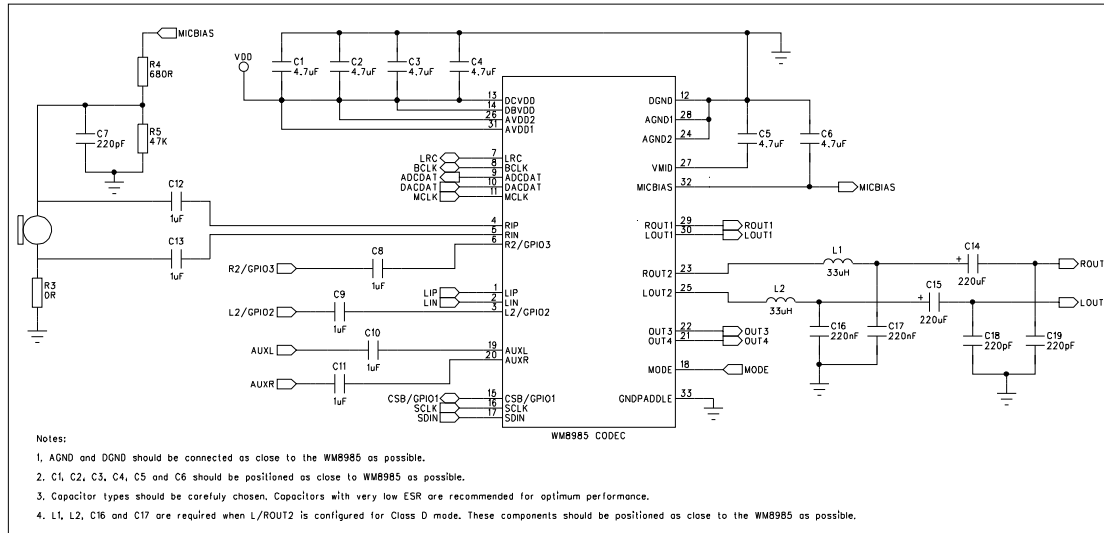 MICBIAS
R4
680R
C7
220pF
R5
47K
C12
1uF
C13
1uF
R3
0R
VDD
C1
4.7uF
C2
4.7uF
C3
4.7uF
C4
4.7uF
13 DCVDD
14 DBVDD
26 AVDD2
31 AVDD1
LRC 7 LRC
BCLK 8 BCLK
ADCDAT 9 ADCDAT
DACDAT 10 DACDAT
MCLK 11 MCLK
4 RIP
5 RIN
6 R2/GPIO3
R2/GPIO3
C8
1uF
LIP 1 LIP
LIN 2 LIN
L2/GPIO2 3 L2/GPIO2
C9
1uF
C10
1uF
AUXL 19 AUXL
20 AUXR
C11
1uF
AUXR
CSB/GPIO1 15 CSB/GPIO1
SCLK 16 SCLK
SDIN 17 SDIN
DGND 12
AGND1 28
AGND2 24
VMID 27
MICBIAS 32 MICBIAS
C5
4.7uF
C6
4.7uF
ROUT1 29 ROUT1
LOUT1 30 LOUT1
ROUT2 23
LOUT2 25
L1
33uH
L2
33uH
C14
+
220uF
C15
+
220uF
ROUT
LOUT
C16
220nF
C17
220nF
C18
220pF
C19
220pF
OUT3 22 OUT3
OUT4 21 OUT4
MODE 18 MODE
GNDPADDLE 33
WM8985 CODEC
Notes:
1. AGND and DGND should be connected as close to the WM8985 as possible.
2. C1, C2, C3, C4, C5 and C6 should be positioned as close to WM8985 as possible.
3. Capacitor types should be carefuly chosen. Capacitors with very low ESR are recommended for optimum performance.
4. L1, L2, C16 and C17 are required when L/ROUT2 is configured for Class D mode. These components should be positioned as close to the WM8985 as possible.